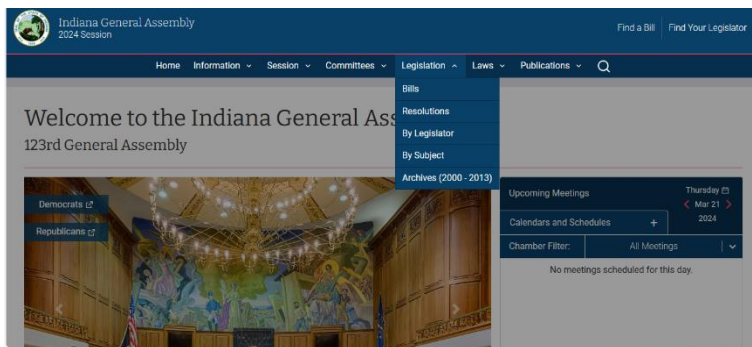 Indiana General Assembly
2024 Session
Find a Bill
Find Your Legislator
Home Information Session Committees Legislation Laws Publications
Bills
Resolutions
By Legislator
By Subject
Archives (2000 - 2013)
Welcome to the Indiana General Ass
123rd General Assembly
Democrats
Republicans
Upcoming Meetings
Thursday
Mar 21
2024
Calendars and Schedules +
Chamber Filter: All Meetings
No meetings scheduled for this day.